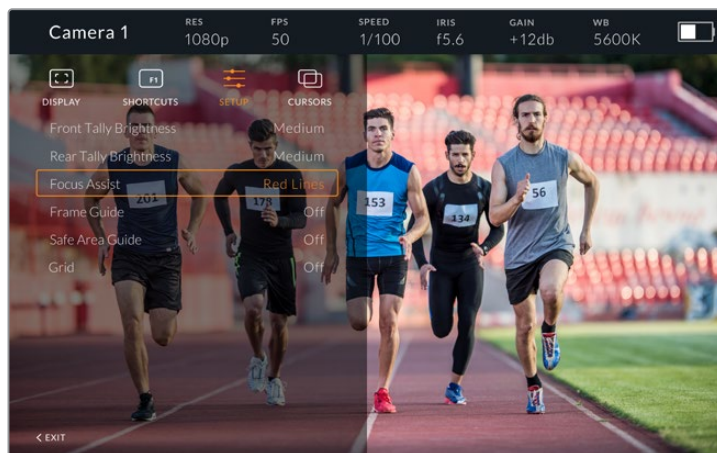 Camera 1
RES FPS SPEED IRIS GAIN WB
1080p 50 1/100 f5.6 +12db 5600K
F1
DISPLAY SHORTCUTS SETUP CURSORS
Front Tally Brightness Medium
Rear Tally Brightness Medium
Focus Assist Red Lines
Frame Guide Off
Safe Area Guide Off
Grid Off
201 178 153 134 56
< EXIT